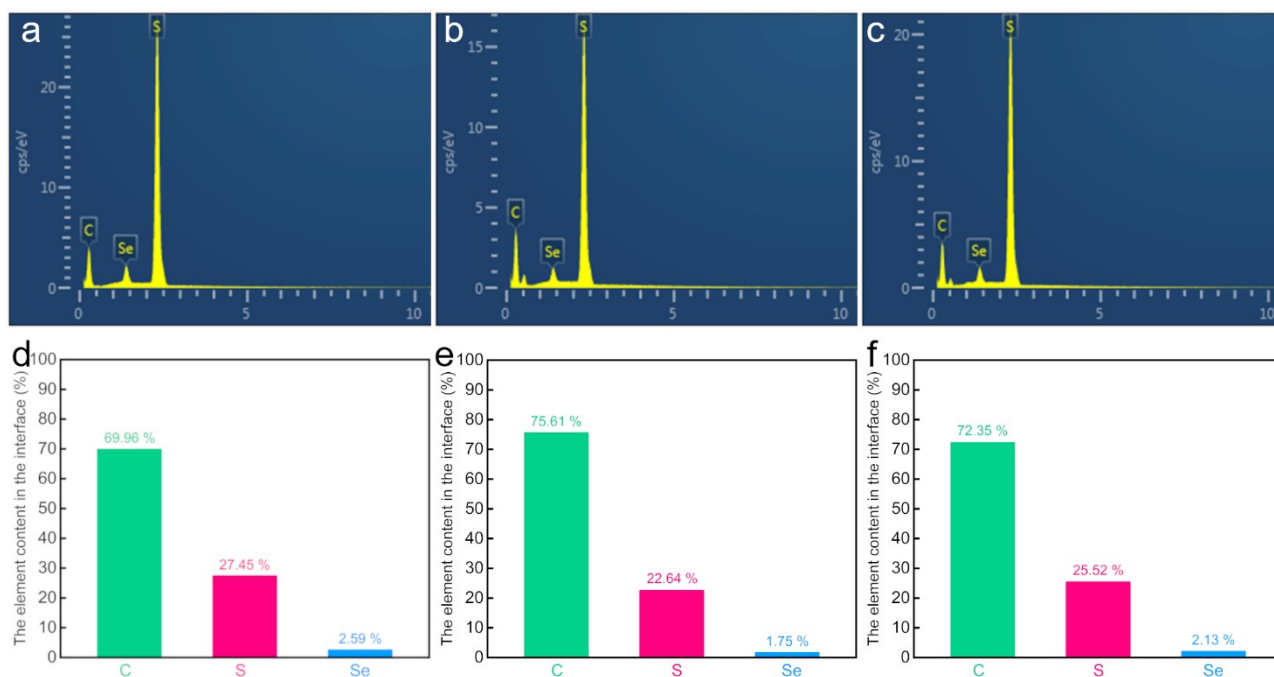 a
S
20
10
0
cps/eV
C
Se
0 5 10
b
S
15
10
5
0
cps/eV
C
Se
0 5 10
c
S
20
10
0
cps/eV
C
Se
0 5 10
d
The element content in the interface (%)
100
90
80
70
60
50
40
30
20
10
0
69.96 %
27.45 %
2.59 %
C S Se
e
The element content in the interface (%)
100
90
80
70
60
50
40
30
20
10
0
75.61 %
22.64 %
1.75 %
C S Se
f
The element content in the interface (%)
100
90
80
70
60
50
40
30
20
10
0
72.35 %
25.52 %
2.13 %
C S Se